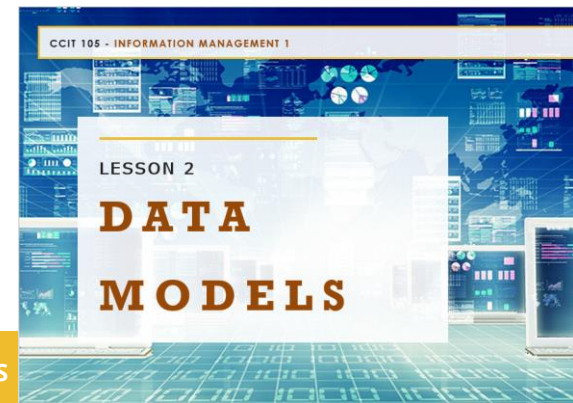 CCIT 105 - INFORMATION MANAGEMENT 1
LESSON 2
DATA
MODELS
S